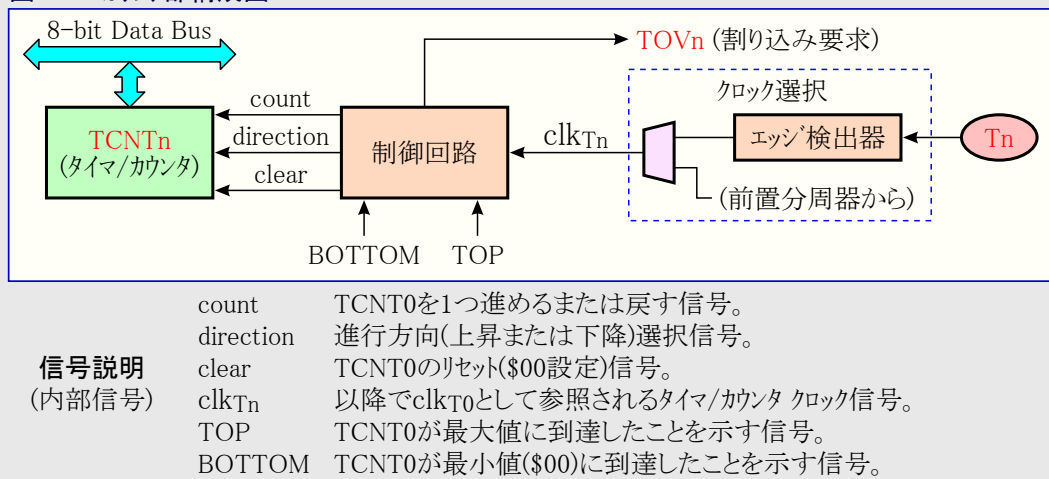 8-bit Data Bus
TOVn (割り込み要求)
クロック選択
count
TCNTn
(タイマ/カウンタ)
direction
制御回路
clkTn
エッジ検出器
Tn
clear
(前置分周器から)
BOTTOM TOP
count TCNT0を1つ進めるまたは戻す信号。
direction 進行方向(上昇または下降)選択信号。
信号説明 clear TCNT0のリセット($00設定)信号。
(内部信号) clkTn 以降でclkT0として参照されるタイマ/カウンタ クロック信号。
TOP TCNT0が最大値に到達したことを示す信号。
BOTTOM TCNT0が最小値($00)に到達したことを示す信号。